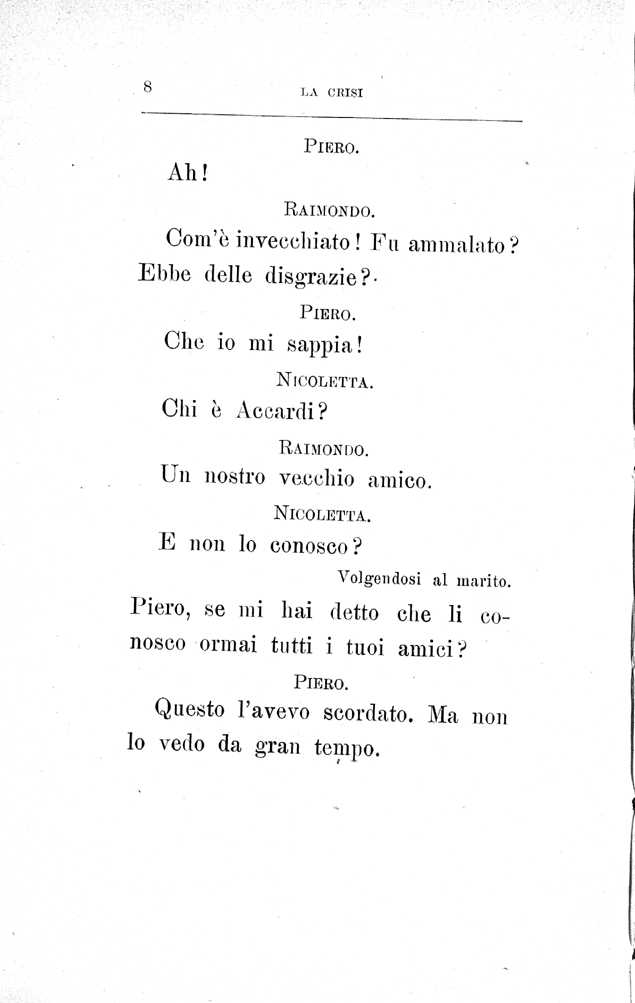 8
LA CRISI
PIERO.
Ah!
RAIMONDO.
Com'è invecchiato! Fu ammalato?
Ebbe delle disgrazie?
PIERO.
Che io mi sappia!
NICOLETTA.
Chi è Accardi?
RAIMONDO.
Un nostro vecchio amico.
NICOLETTA.
E non lo conosco?
Volgendosi al marito.
Piero, se mi hai detto che li co-
nosco ormai tutti i tuoi amici?
PIERO.
Questo l'avevo scordato. Ma non
lo vedo da gran tempo.